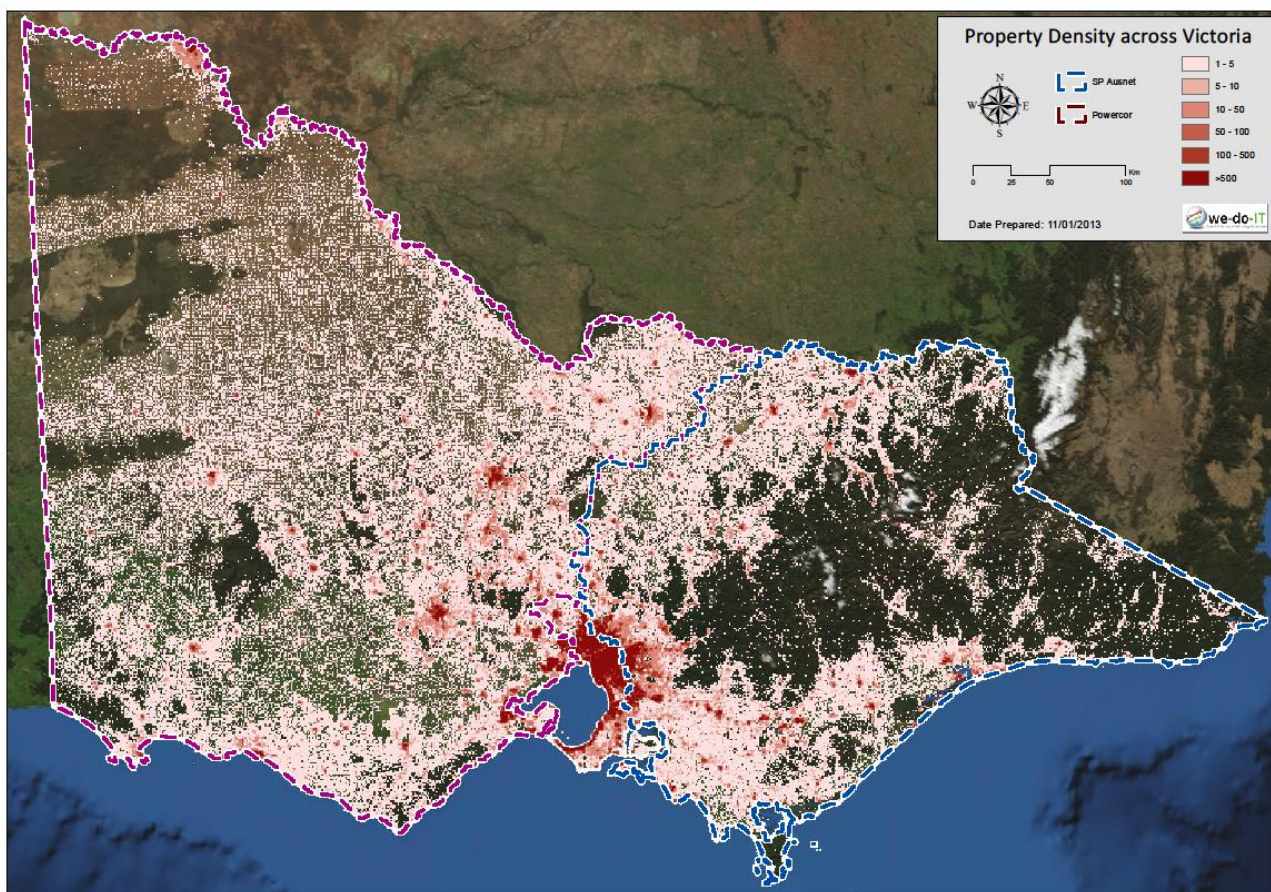 Property Density across Victoria
N
W
E
S
SP Ausnet
Powercor
1 - 5
5 - 10
10 - 50
50 - 100
100 - 500
>500
Km
0 25 50 100
Date Prepared: 11/01/2013
we-do-IT